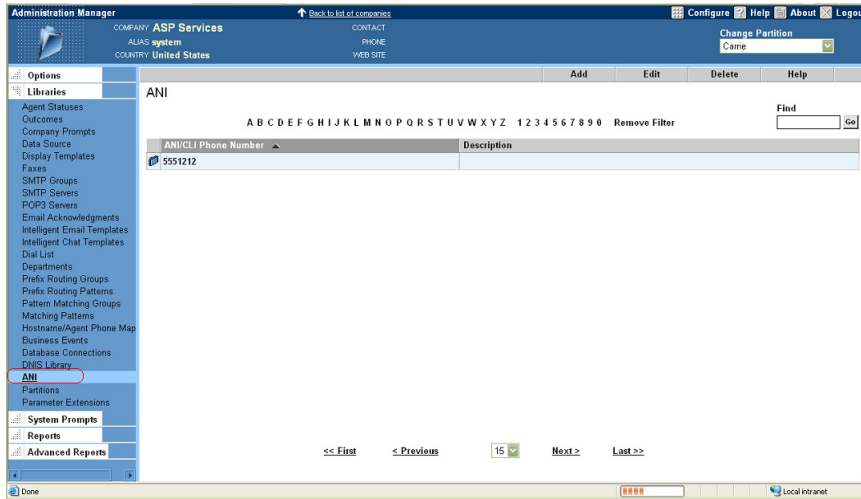 Administration Manager
Back to list of companies
Configure Help About Logou
COMPANY ASP Services
ALIAS system
COUNTRY United States
CONTACT
PHONE
WEB SITE
Change Partition
Carrie
Options
Libraries
Agent Statuses
Outcomes
Company Prompts
Data Source
Display Templates
Faxes
SMTP Groups
SMTP Servers
POP3 Servers
Email Acknowledgments
Intelligent Email Templates
Intelligent Chat Templates
Dial List
Departments
Prefix Routing Groups
Prefix Routing Patterns
Pattern Matching Groups
Matching Patterns
Hostname/Agent Phone Map
Business Events
Database Connections
DNIS Library
ANI
Partitions
Parameter Extensions
System Prompts
Reports
Advanced Reports
Add Edit Delete Help
ANI
A B C D E F G H I J K L M N O P Q R S T U V W X Y Z 1 2 3 4 5 6 7 8 9 0 Remove Filter
Find
Go
ANI/CLI Phone Number Description
5551212
<< First < Previous 15 Next > Last >>
Done
Local intranet